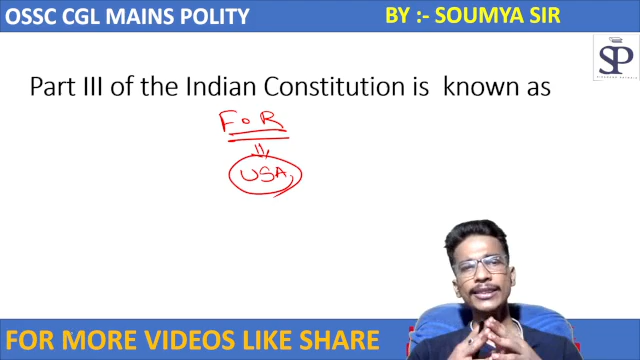 OSSC CGL MAINS POLITY
BY :- SOUMYA SIR
SP
Part III of the Indian Constitution is known as
F o R
USA
FOR MORE VIDEOS LIKE SHARE